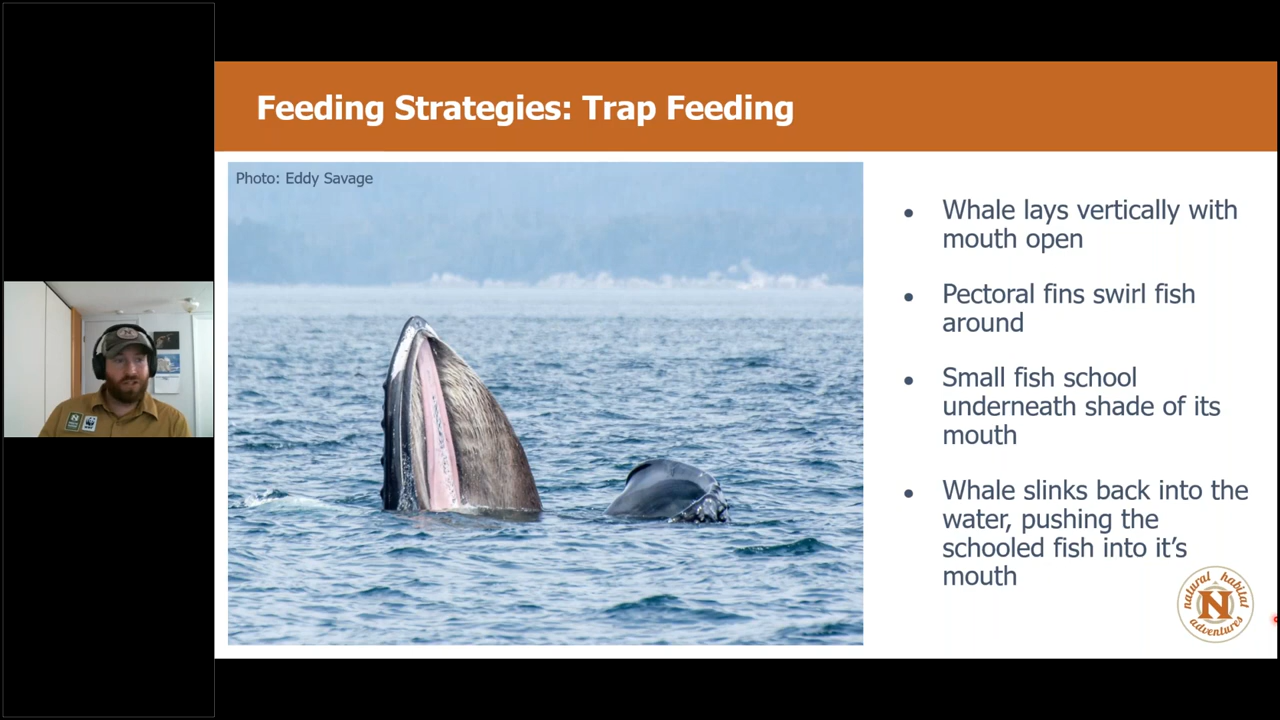 Feeding Strategies: Trap Feeding
Photo: Eddy Savage
• Whale lays vertically with
mouth open
• Pectoral fins swirl fish
around
• Small fish school
underneath shade of its
mouth
• Whale slinks back into the
water, pushing the
schooled fish into it’s
mouth
natural habitat
N
adventures